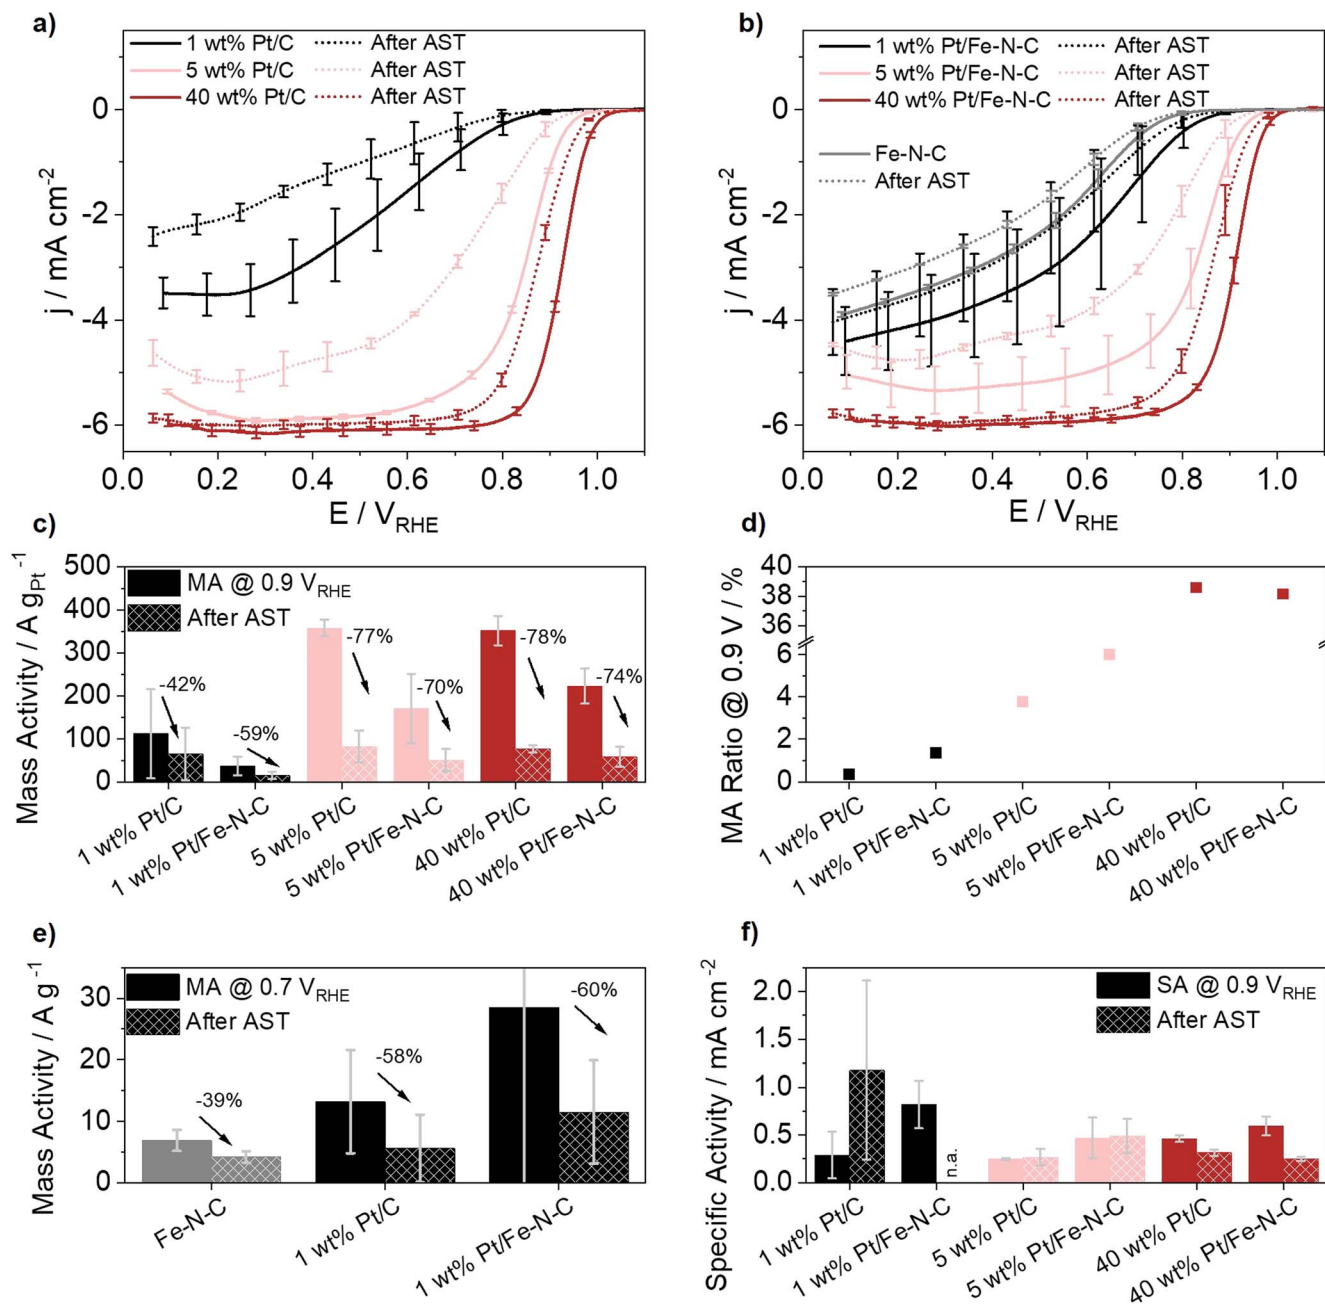 a)
1 wt% Pt/C After AST
5 wt% Pt/C After AST
40 wt% Pt/C After AST
0
-2
-4
-6
j / mA cm-2
0.0 0.2 0.4 0.6 0.8 1.0
E / VRHE
b)
1 wt% Pt/Fe-N-C After AST
5 wt% Pt/Fe-N-C After AST
40 wt% Pt/Fe-N-C After AST
Fe-N-C
After AST
0
-2
-4
-6
j / mA cm-2
0.0 0.2 0.4 0.6 0.8 1.0
E / VRHE
c)
MA @ 0.9 VRHE
After AST
500
400
300
200
100
0
Mass Activity / A gPt-1
-42%
-59%
-77%
-70%
-78%
-74%
1 wt% Pt/C
1 wt% Pt/Fe-N-C
5 wt% Pt/C
5 wt% Pt/Fe-N-C
40 wt% Pt/C
40 wt% Pt/Fe-N-C
d)
40
38
36
6
4
2
0
MA Ratio @ 0.9 V / %
1 wt% Pt/C
1 wt% Pt/Fe-N-C
5 wt% Pt/C
5 wt% Pt/Fe-N-C
40 wt% Pt/C
40 wt% Pt/Fe-N-C
e)
MA @ 0.7 VRHE
After AST
30
20
10
0
Mass Activity / A g-1
-39%
-58%
-60%
Fe-N-C
1 wt% Pt/C
1 wt% Pt/Fe-N-C
f)
SA @ 0.9 VRHE
After AST
2.0
1.5
1.0
0.5
0.0
Specific Activity / mA cm-2
n.a.
1 wt% Pt/C
1 wt% Pt/Fe-N-C
5 wt% Pt/C
5 wt% Pt/Fe-N-C
40 wt% Pt/C
40 wt% Pt/Fe-N-C